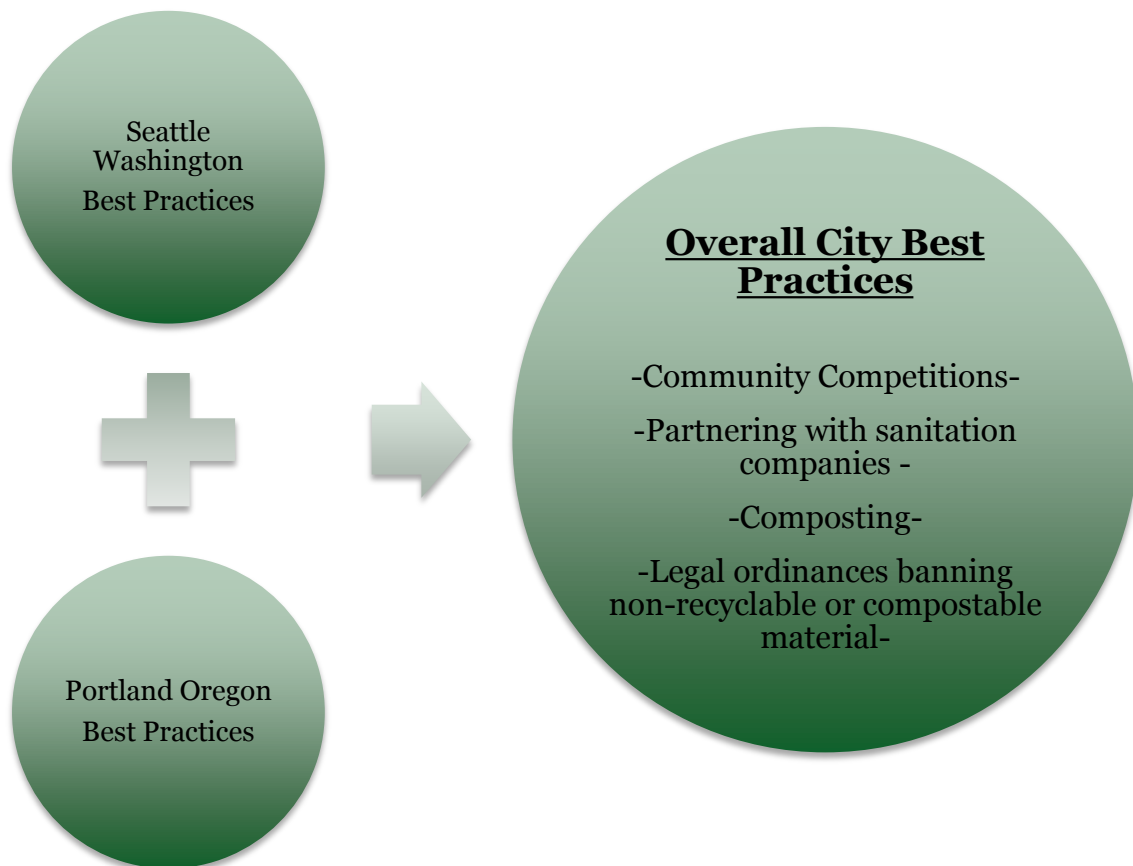 Seattle
Washington
Best Practices
Portland Oregon
Best Practices
Overall City Best
Practices
-Community Competitions-
-Partnering with sanitation
companies -
-Composting-
-Legal ordinances banning
non-recyclable or compostable
material-